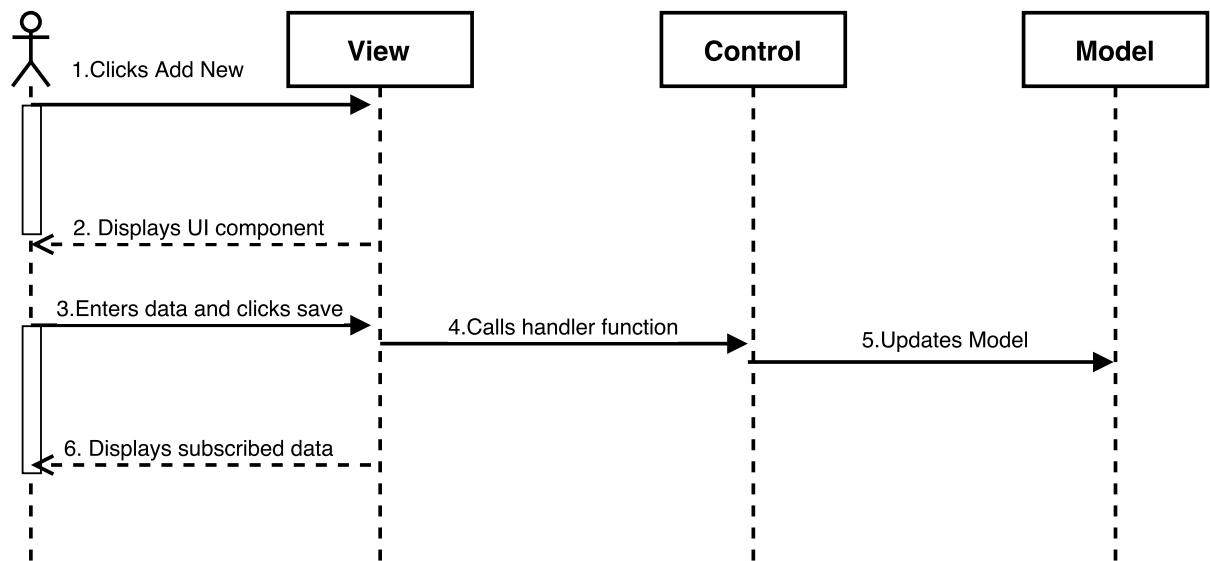 View
Control
Model
1.Clicks Add New
2. Displays UI component
3.Enters data and clicks save
4.Calls handler function
5.Updates Model
6. Displays subscribed data